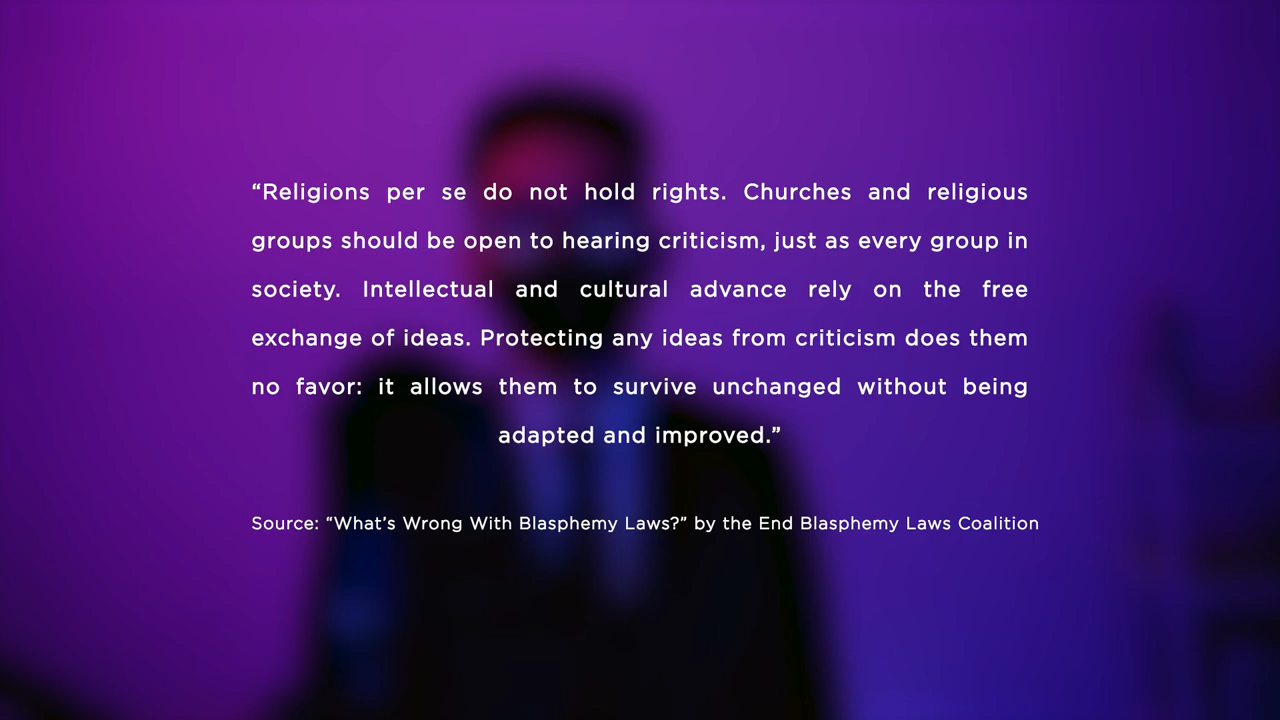 “Religions per se do not hold rights. Churches and religious
groups should be open to hearing criticism, just as every group in
society. Intellectual and cultural advance rely on the free
exchange of ideas. Protecting any ideas from criticism does them
no favor: it allows them to survive unchanged without being
adapted and improved.”
Source: “What’s Wrong With Blasphemy Laws?” by the End Blasphemy Laws Coalition